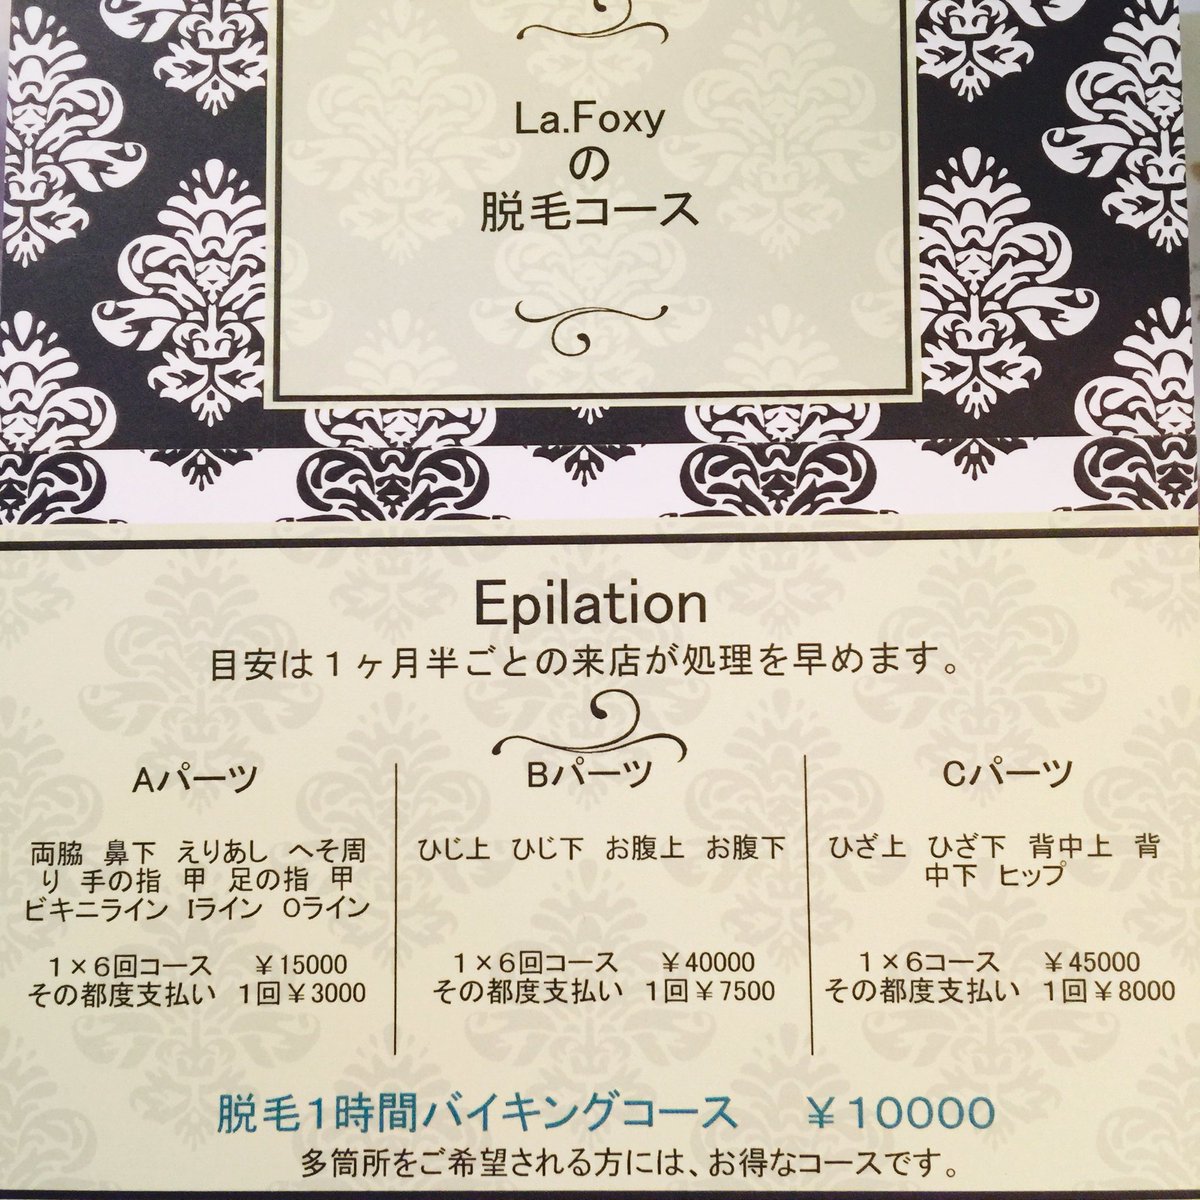 La.Foxy
の
脱毛コース
Epilation
目安は１ヶ月半ごとの来店が処理を早めます。
Aパーツ
両脇 鼻下 えりあし へそ周
り 手の指 甲 足の指 甲
ビキニライン Iライン Oライン
１×６回コース ￥15000
その都度支払い １回￥3000
Bパーツ
ひじ上 ひじ下 お腹上 お腹下
１×６回コース ￥40000
その都度支払い １回￥7500
Cパーツ
ひざ上 ひざ下 背中上 背
中下 ヒップ
１×６コース ￥45000
その都度支払い １回￥8000
脱毛１時間バイキングコース ￥１００００
多箇所をご希望される方には、お得なコースです。